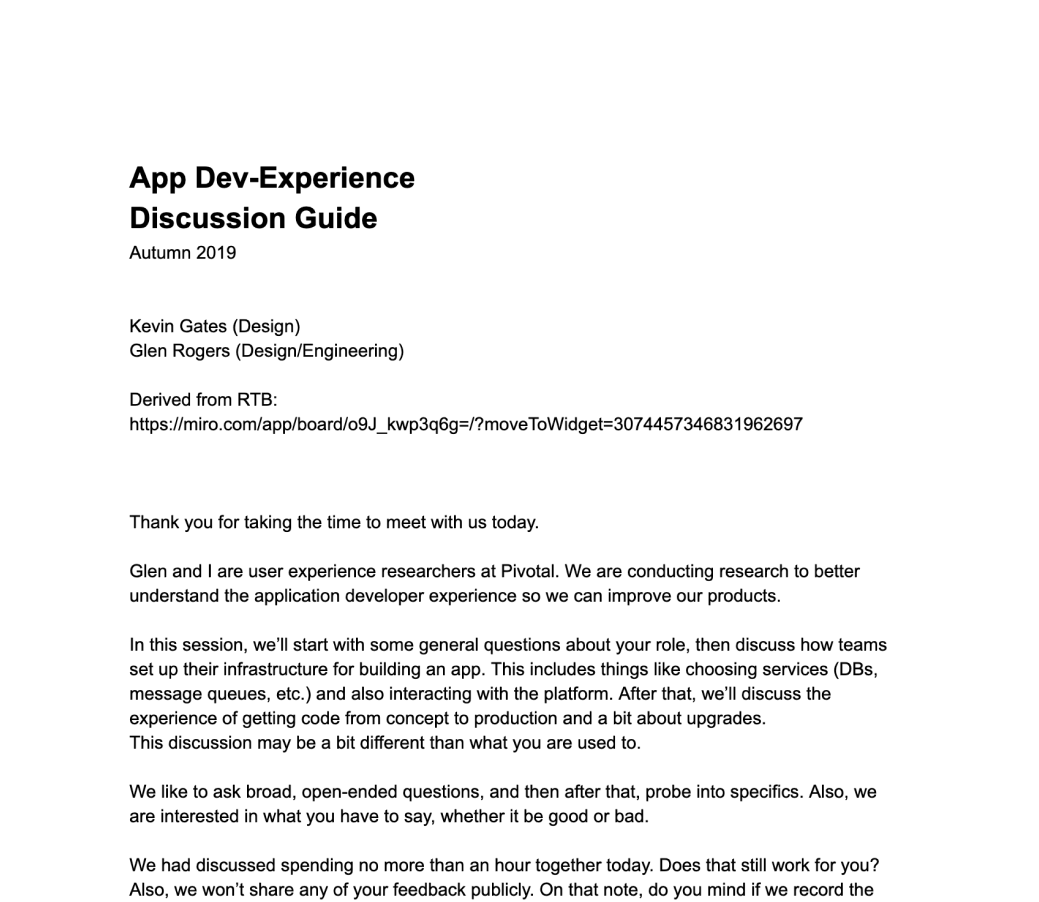 App Dev-Experience
Discussion Guide
Autumn 2019
Kevin Gates (Design)
Glen Rogers (Design/Engineering)
Derived from RTB:
https://miro.com/app/board/o9J_kwp3q6g=/?moveToWidget=3074457346831962697
Thank you for taking the time to meet with us today.
Glen and I are user experience researchers at Pivotal. We are conducting research to better
understand the application developer experience so we can improve our products.
In this session, we’ll start with some general questions about your role, then discuss how teams
set up their infrastructure for building an app. This includes things like choosing services (DBs,
message queues, etc.) and also interacting with the platform. After that, we’ll discuss the
experience of getting code from concept to production and a bit about upgrades.
This discussion may be a bit different than what you are used to.
We like to ask broad, open-ended questions, and then after that, probe into specifics. Also, we
are interested in what you have to say, whether it be good or bad.
We had discussed spending no more than an hour together today. Does that still work for you?
Also, we won’t share any of your feedback publicly. On that note, do you mind if we record the